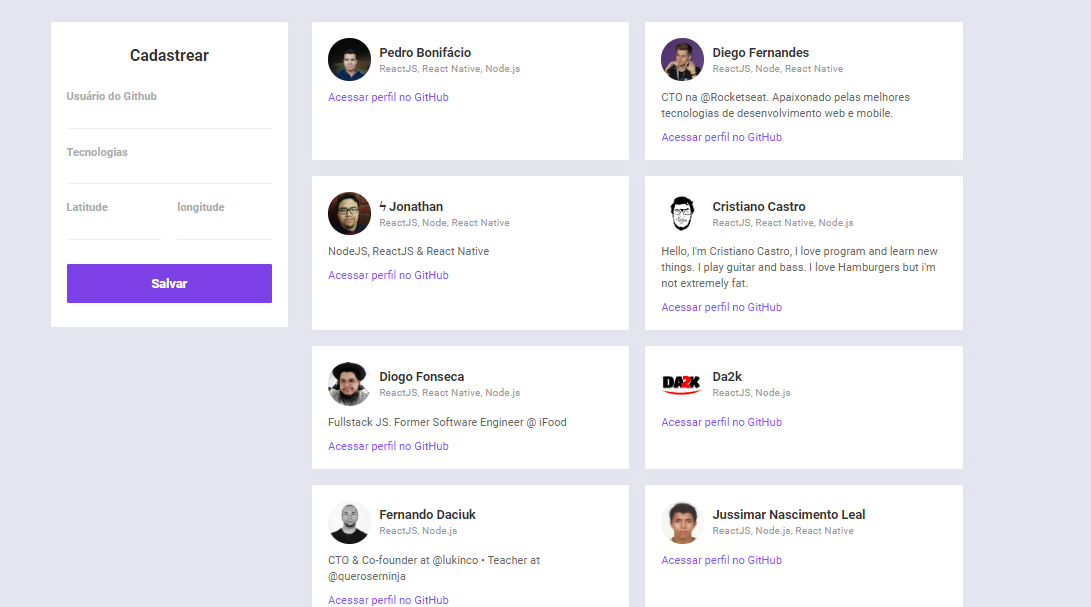 Cadastrear
Usuário do Github
Tecnologias
Latitude longitude
Salvar
Pedro Bonifácio
ReactJS, React Native, Node.js
Acessar perfil no GitHub
Diego Fernandes
ReactJS, Node, React Native
CTO na @Rocketseat. Apaixonado pelas melhores
tecnologias de desenvolvimento web e mobile.
Acessar perfil no GitHub
ϟ Jonathan
ReactJS, Node, React Native
NodeJS, ReactJS & React Native
Acessar perfil no GitHub
Cristiano Castro
ReactJS, React Native, Node.js
Hello, I'm Cristiano Castro, I love program and learn new
things. I play guitar and bass. I love Hamburgers but i'm
not extremely fat.
Acessar perfil no GitHub
Diogo Fonseca
ReactJS, React Native, Node.js
Fullstack JS. Former Software Engineer @ iFood
Acessar perfil no GitHub
DA2K
Da2k
ReactJS, Node.js
Acessar perfil no GitHub
Fernando Daciuk
ReactJS, Node.js
CTO & Co-founder at @lukinco • Teacher at
@queroserninja
Acessar perfil no GitHub
Jussimar Nascimento Leal
ReactJS, Node.js, React Native
Acessar perfil no GitHub